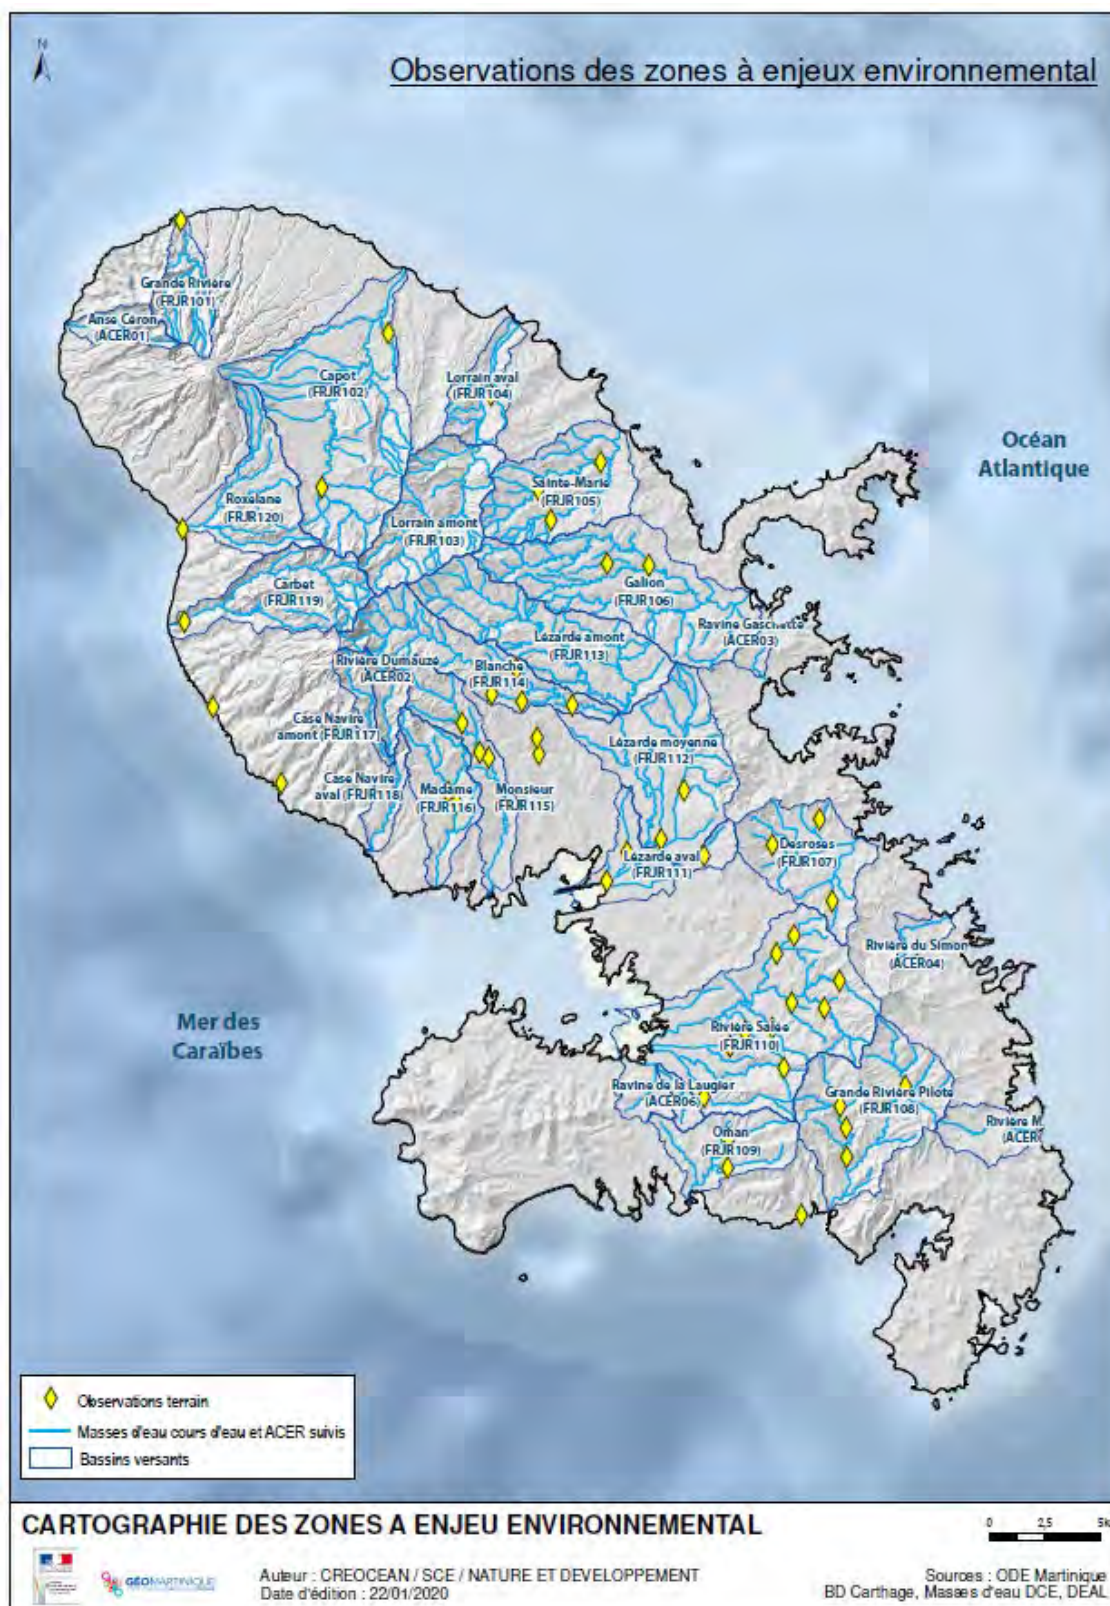 N
Observations des zones à enjeux environnemental
Grande Rivière
(FRJR101)
Anse Céron
(ACER01)
Capot
(FRJR102)
Lorrain aval
(FRJR104)
Océan
Atlantique
Sainte-Marie
(FRJR105)
Roxelane
(FRJR120)
Lorrain amont
(FRJR103)
Carbet
(FRJR119)
Galion
(FRJR106)
Ravine Gaschette
(ACER03)
Lézarde amont
(FRJR113)
Rivière Dumauzé
(ACER02)
Blanche
(FRJR114)
Case Navire
amont (FRJR117)
Lézarde moyenne
(FRJR112)
Case Navire
aval (FRJR118)
Madame
(FRJR116)
Monsieur
(FRJR115)
Lézarde aval
(FRJR111)
Desroses
(FRJR107)
Rivière du Simon
(ACER04)
Mer des
Caraïbes
Rivière Salée
(FRJR110)
Ravine de la Laugier
(ACER06)
Grande Rivière Pilote
(FRJR108)
Oman
(FRJR109)
Rivière M
(ACER
Observations terrain
Masses d'eau cours d'eau et ACER suivis
Bassins versants
CARTOGRAPHIE DES ZONES A ENJEU ENVIRONNEMENTAL
0 2,5 5k
GÉOMARTINIQUE
Auteur : CREOCEAN / SCE / NATURE ET DEVELOPPEMENT
Date d'édition : 22/01/2020
Sources : ODE Martinique
BD Carthage, Masses d'eau DCE, DEAL